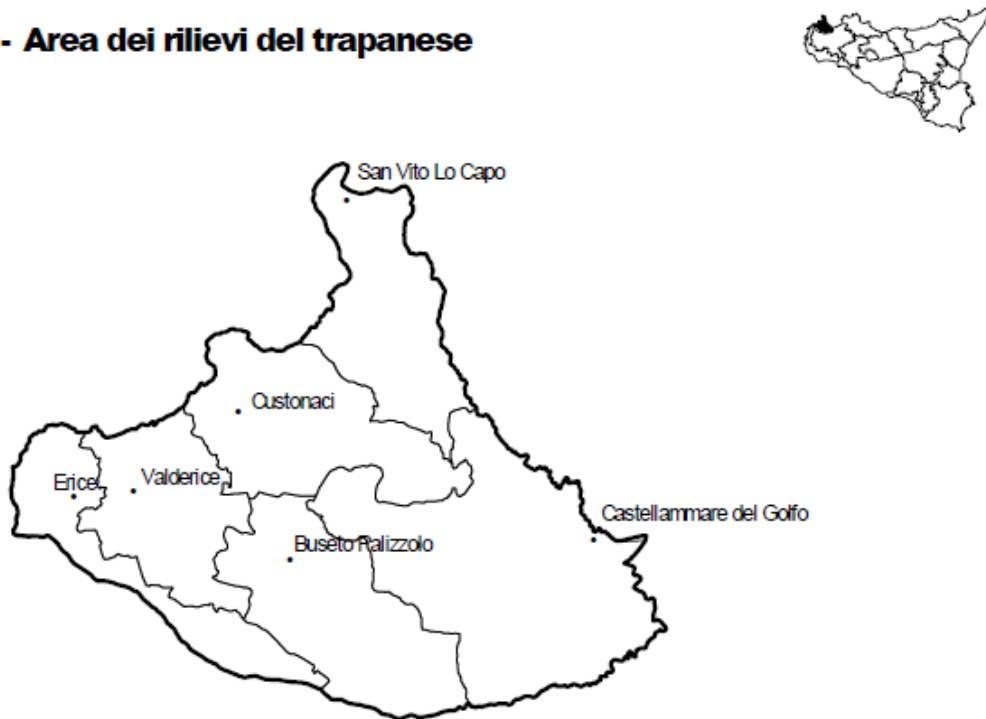 - Area dei rilievi del trapanese
San Vito Lo Capo
Custonaci
Erice
Valderice
Castellammare del Golfo
Buseto Palizzolo